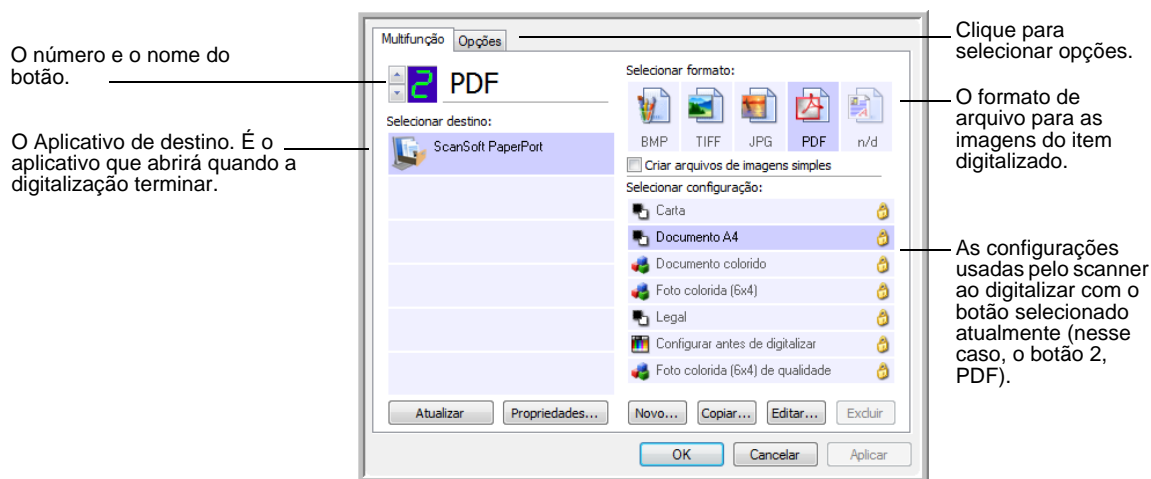 O número e o nome do
botão.
O Aplicativo de destino. É o
aplicativo que abrirá quando a
digitalização terminar.
Multifunção
Opções
2
PDF
Selecionar destino:
ScanSoft PaperPort
Atualizar
Propriedades...
Selecionar formato:
BMP
TIFF
JPG
PDF
n/d
Criar arquivos de imagens simples
Selecionar configuração:
Carta
Documento A4
Documento colorido
Foto colorida (6x4)
Legal
Configurar antes de digitalizar
Foto colorida (6x4) de qualidade
Novo...
Copiar...
Editar...
Excluir
OK
Cancelar
Aplicar
Clique para
selecionar opções.
O formato de
arquivo para as
imagens do item
digitalizado.
As configurações
usadas pelo scanner
ao digitalizar com o
botão selecionado
atualmente (nesse
caso, o botão 2,
PDF).